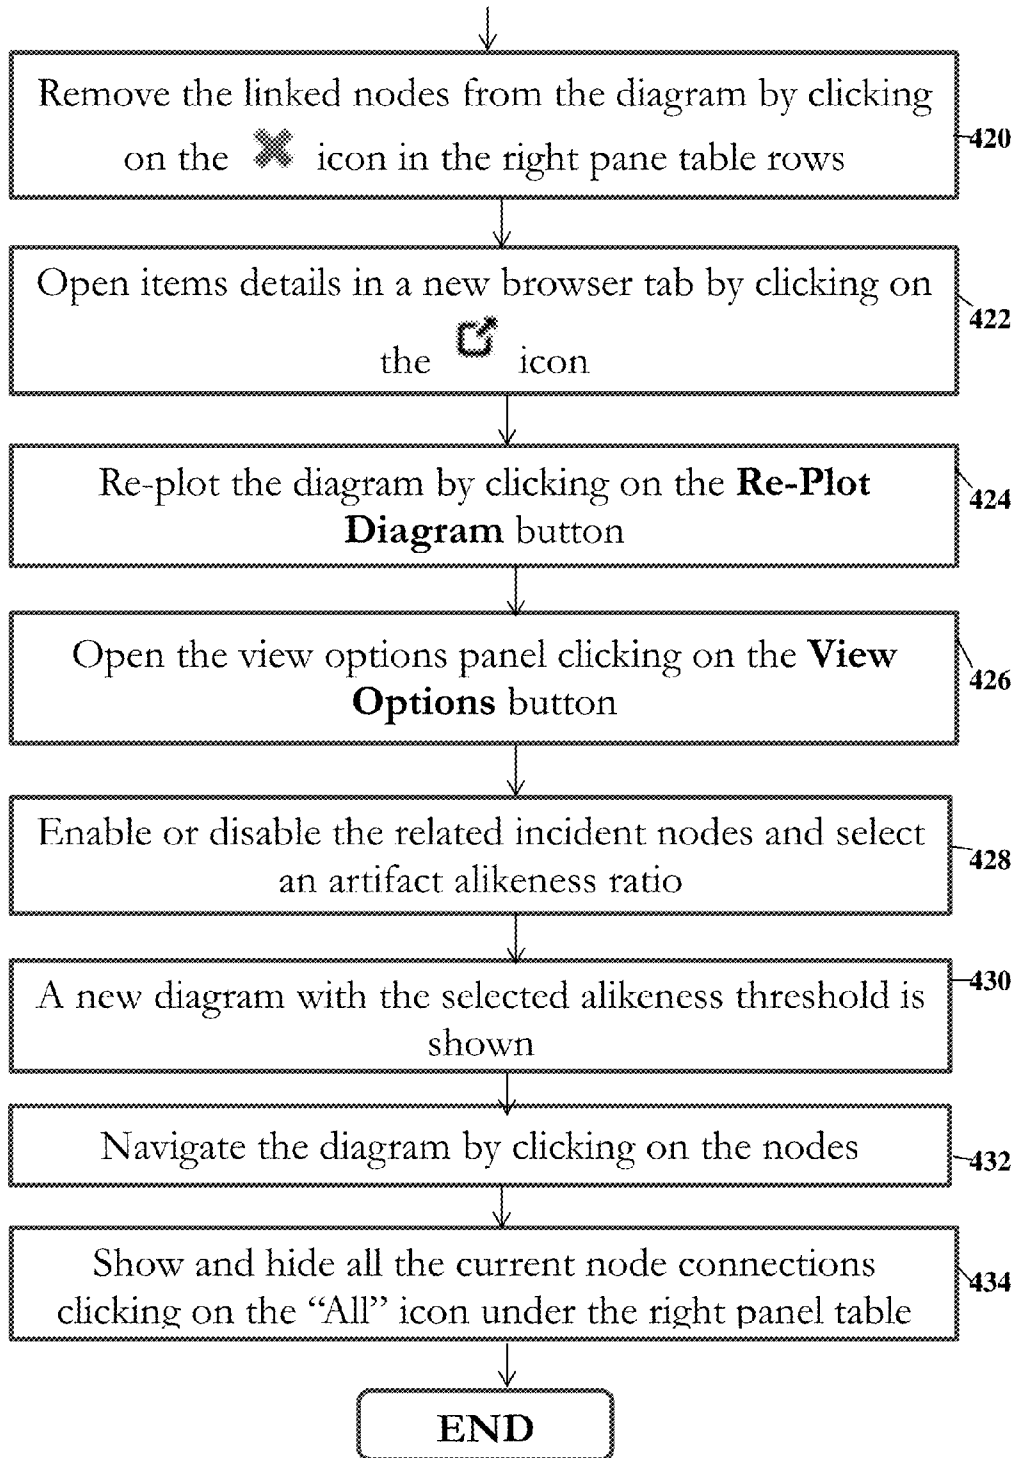 Remove the linked nodes from the diagram by clicking
on the icon in the right pane table rows
420
Open items details in a new browser tab by clicking on
the icon
422
Re-plot the diagram by clicking on the Re-Plot
Diagram button
424
Open the view options panel clicking on the View
Options button
426
Enable or disable the related incident nodes and select
an artifact alikeness ratio
428
A new diagram with the selected alikeness threshold is
shown
430
Navigate the diagram by clicking on the nodes
432
Show and hide all the current node connections
clicking on the “All” icon under the right panel table
434
END